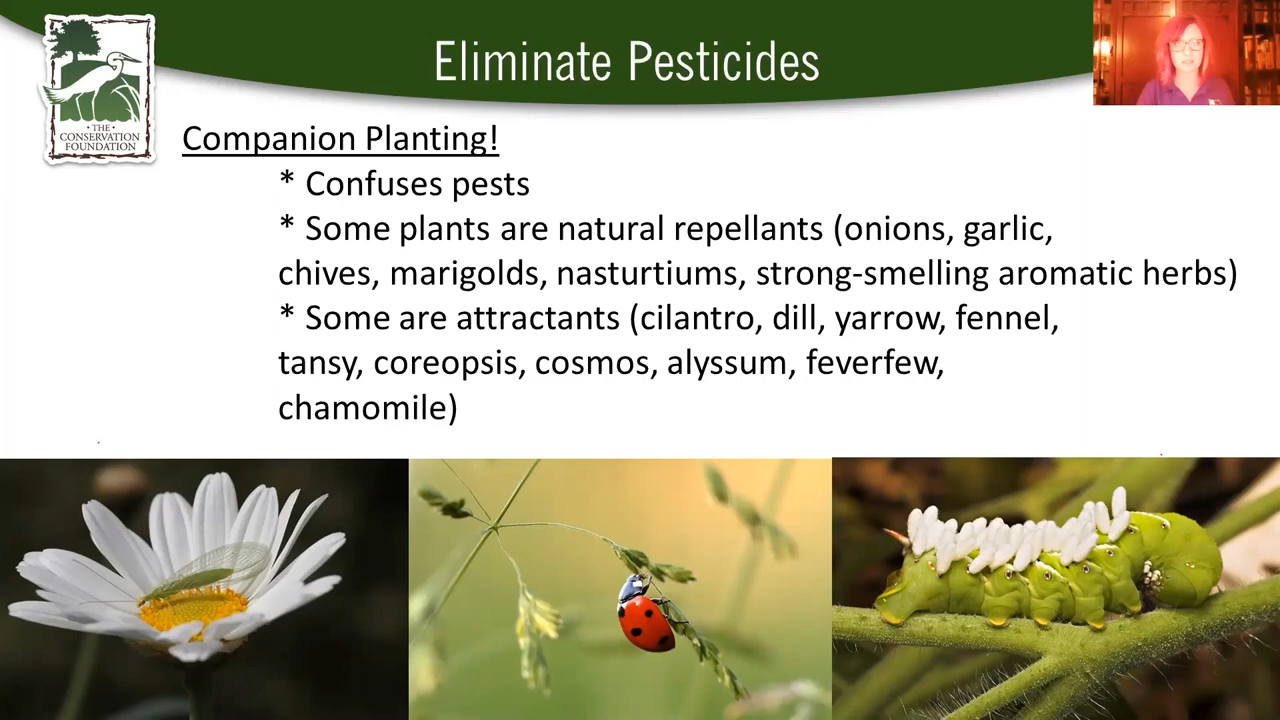 Eliminate Pesticides
• THE •
CONSERVATION
FOUNDATION
Companion Planting!
* Confuses pests
* Some plants are natural repellants (onions, garlic,
chives, marigolds, nasturtiums, strong-smelling aromatic herbs)
* Some are attractants (cilantro, dill, yarrow, fennel,
tansy, coreopsis, cosmos, alyssum, feverfew,
chamomile)